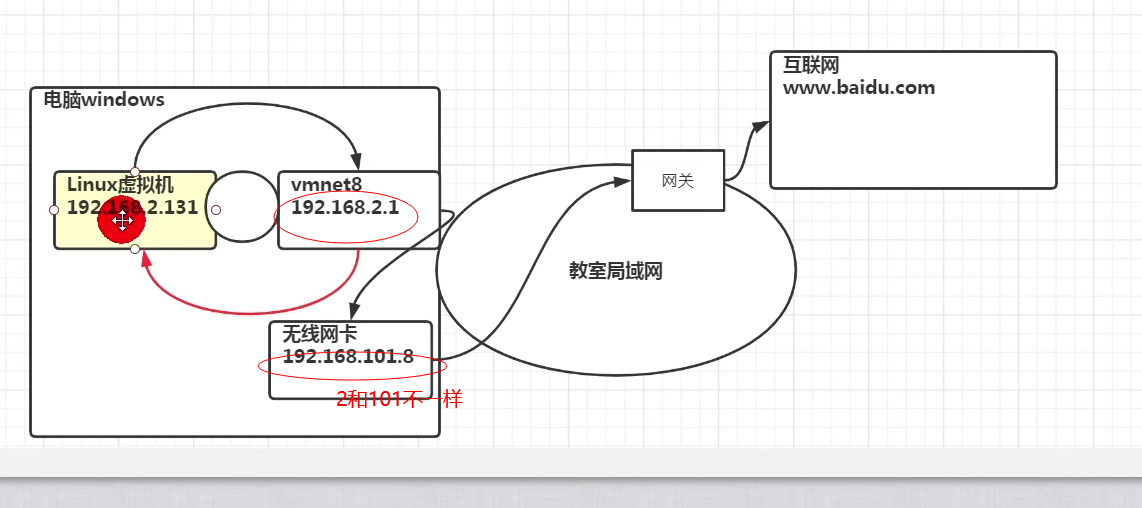 电脑windows
Linux虚拟机
192.168.2.131
vmnet8
192.168.2.1
无线网卡
192.168.101.8
2和101不一样
教室局域网
网关
互联网
www.baidu.com